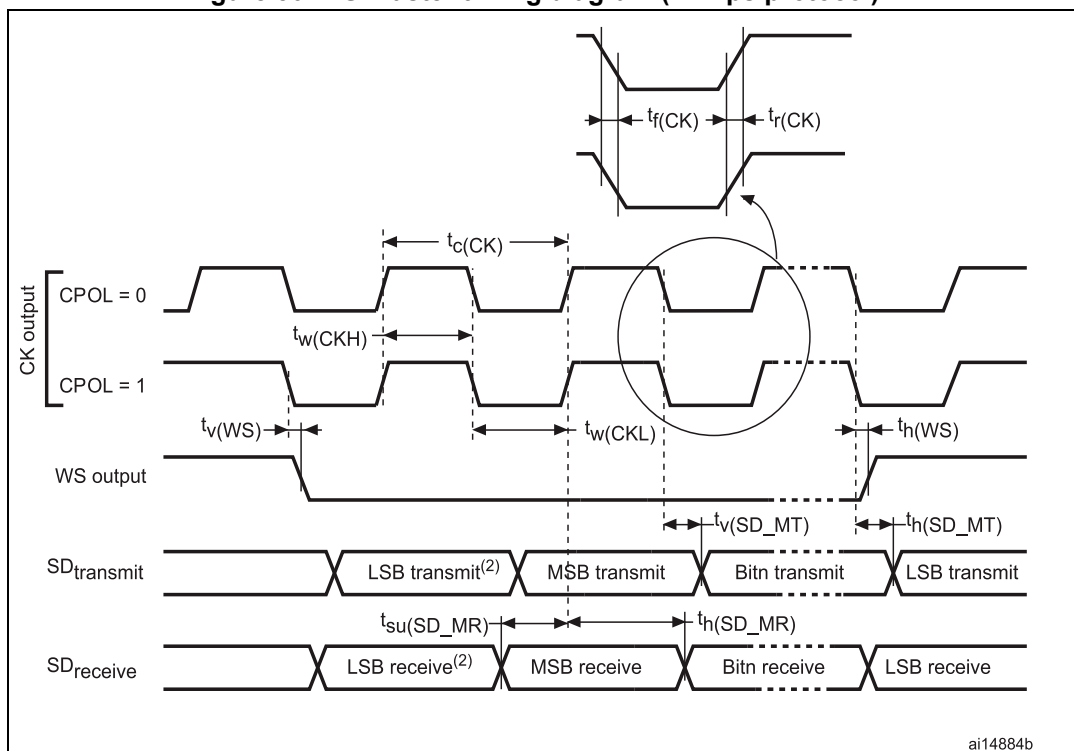 tf(CK)
tr(CK)
tc(CK)
CK output
CPOL = 0
tw(CKH)
CPOL = 1
tv(WS)
tw(CKL)
th(WS)
WS output
tv(SD_MT)
th(SD_MT)
SDtransmit
LSB transmit(2)
MSB transmit
Bitn transmit
LSB transmit
tsu(SD_MR)
th(SD_MR)
SDreceive
LSB receive(2)
MSB receive
Bitn receive
LSB receive
ai14884b